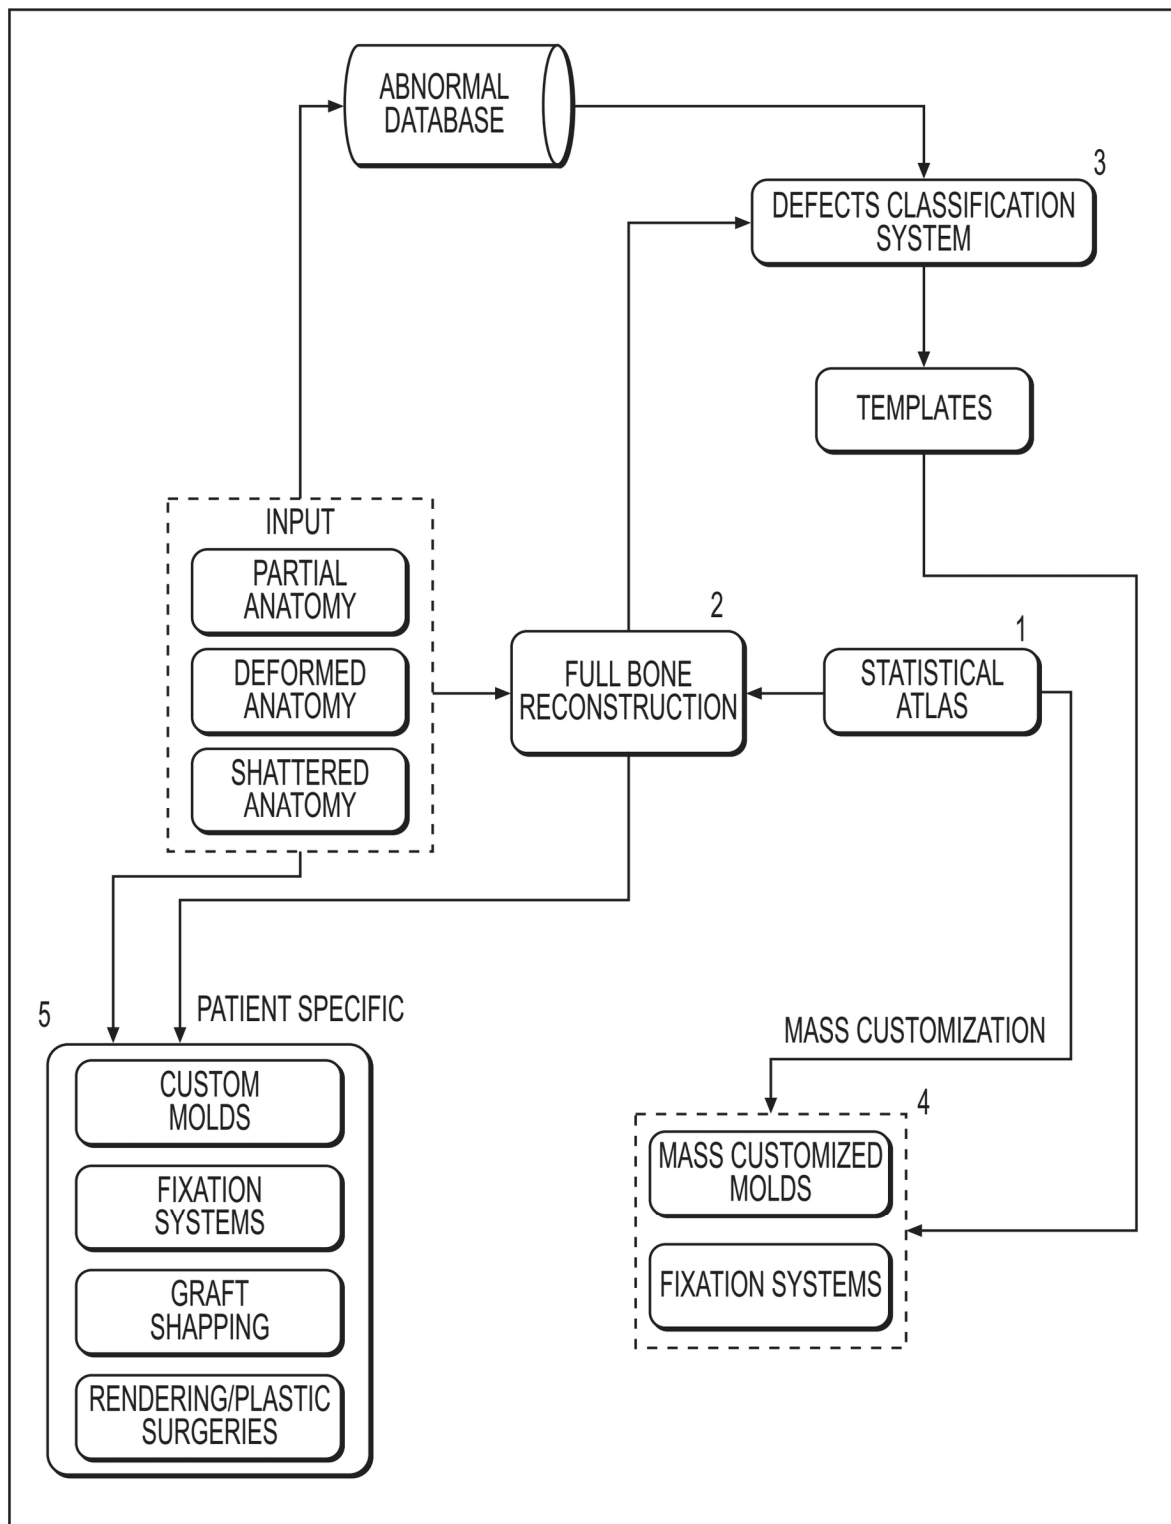 ABNORMAL
DATABASE
3
DEFECTS CLASSIFICATION
SYSTEM
TEMPLATES
INPUT
PARTIAL
ANATOMY
DEFORMED
ANATOMY
SHATTERED
ANATOMY
2
FULL BONE
RECONSTRUCTION
1
STATISTICAL
ATLAS
5
PATIENT SPECIFIC
CUSTOM
MOLDS
FIXATION
SYSTEMS
GRAFT
SHAPPING
RENDERING/PLASTIC
SURGERIES
MASS CUSTOMIZATION
4
MASS CUSTOMIZED
MOLDS
FIXATION SYSTEMS